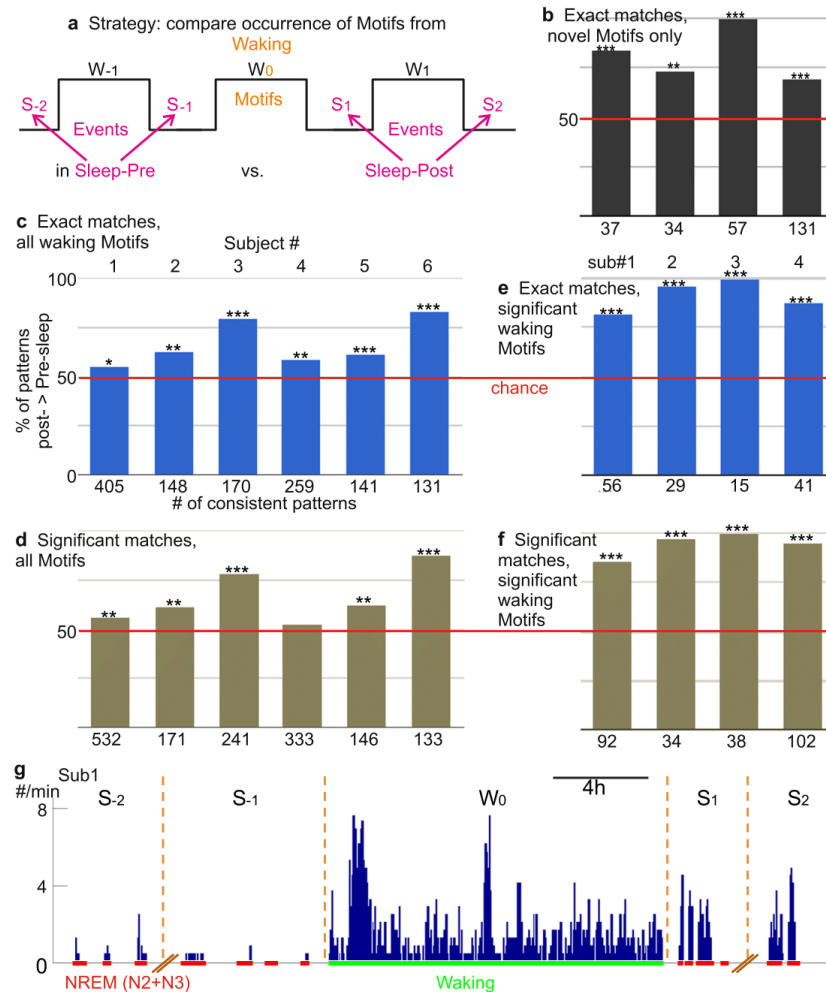 a Strategy: compare occurrence of Motifs from
Waking
W-1 W0 W1
S-2 S-1 Motifs S1 S2
Events Events
in Sleep-Pre vs. Sleep-Post
b Exact matches,
novel Motifs only
*** ** *** ***
50
37 34 57 131
c Exact matches,
all waking Motifs
Subject #
1 2 3 4 5 6
100
* ** *** ** *** ***
50
0
% of patterns
post- > Pre-sleep
405 148 170 259 141 131
# of consistent patterns
sub#1 2 3 4
e Exact matches,
significant
waking
Motifs
*** *** *** ***
chance
.56 29 15 41
d Significant matches,
all Motifs
** ** *** ** ***
50
532 171 241 333 146 133
f Significant
matches,
significant
waking
Motifs
*** *** *** ***
92 34 38 102
g Sub1
#/min
S-2 S-1 W0 S1 S2
4h
8
4
0
NREM (N2+N3) Waking